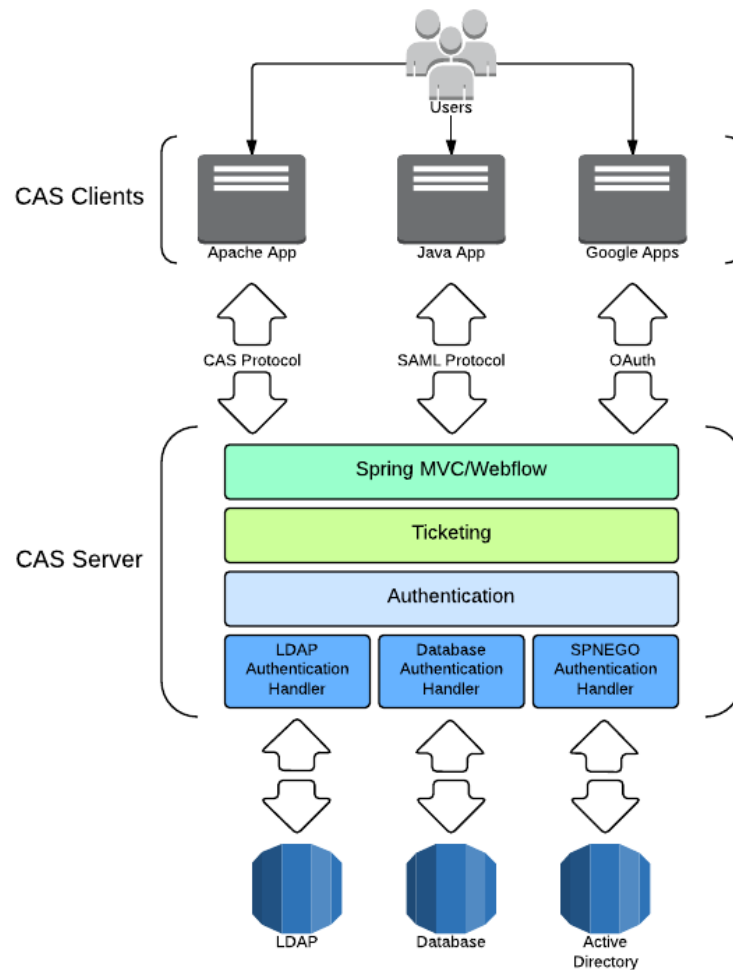 Users
CAS Clients
Apache App
Java App
Google Apps
CAS Protocol
SAML Protocol
OAuth
CAS Server
Spring MVC/Webflow
Ticketing
Authentication
LDAP
Authentication
Handler
Database
Authentication
Handler
SPNEGO
Authentication
Handler
LDAP
Database
Active
Directory